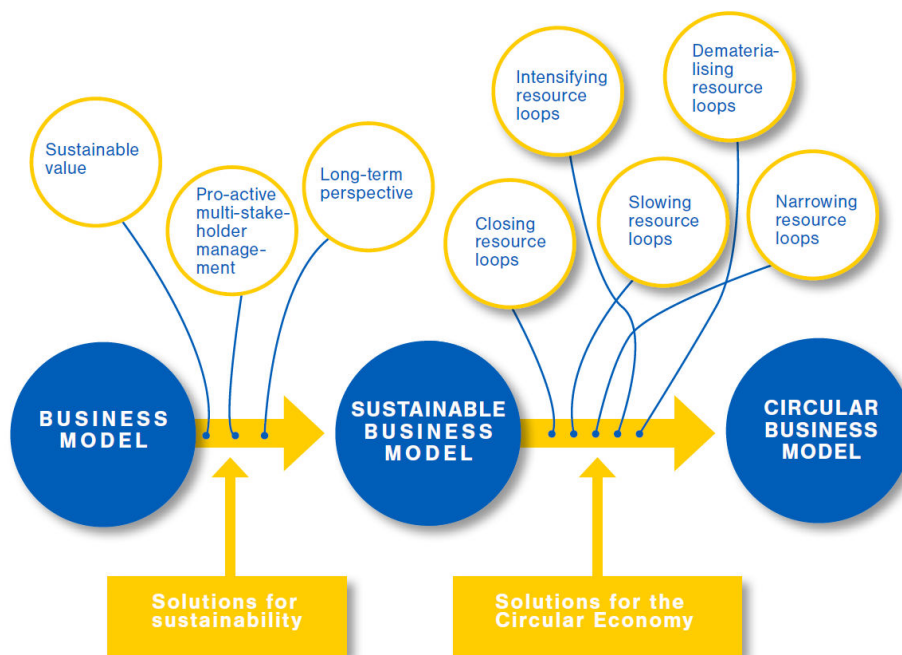 Sustainable
value
Pro-active
multi-stake-
holder
manage-
ment
Long-term
perspective
Closing
resource
loops
Intensifying
resource
loops
Slowing
resource
loops
Demateria-
lising
resource
loops
Narrowing
resource
loops
BUSINESS
MODEL
SUSTAINABLE
BUSINESS
MODEL
CIRCULAR
BUSINESS
MODEL
Solutions for
sustainability
Solutions for the
Circular Economy